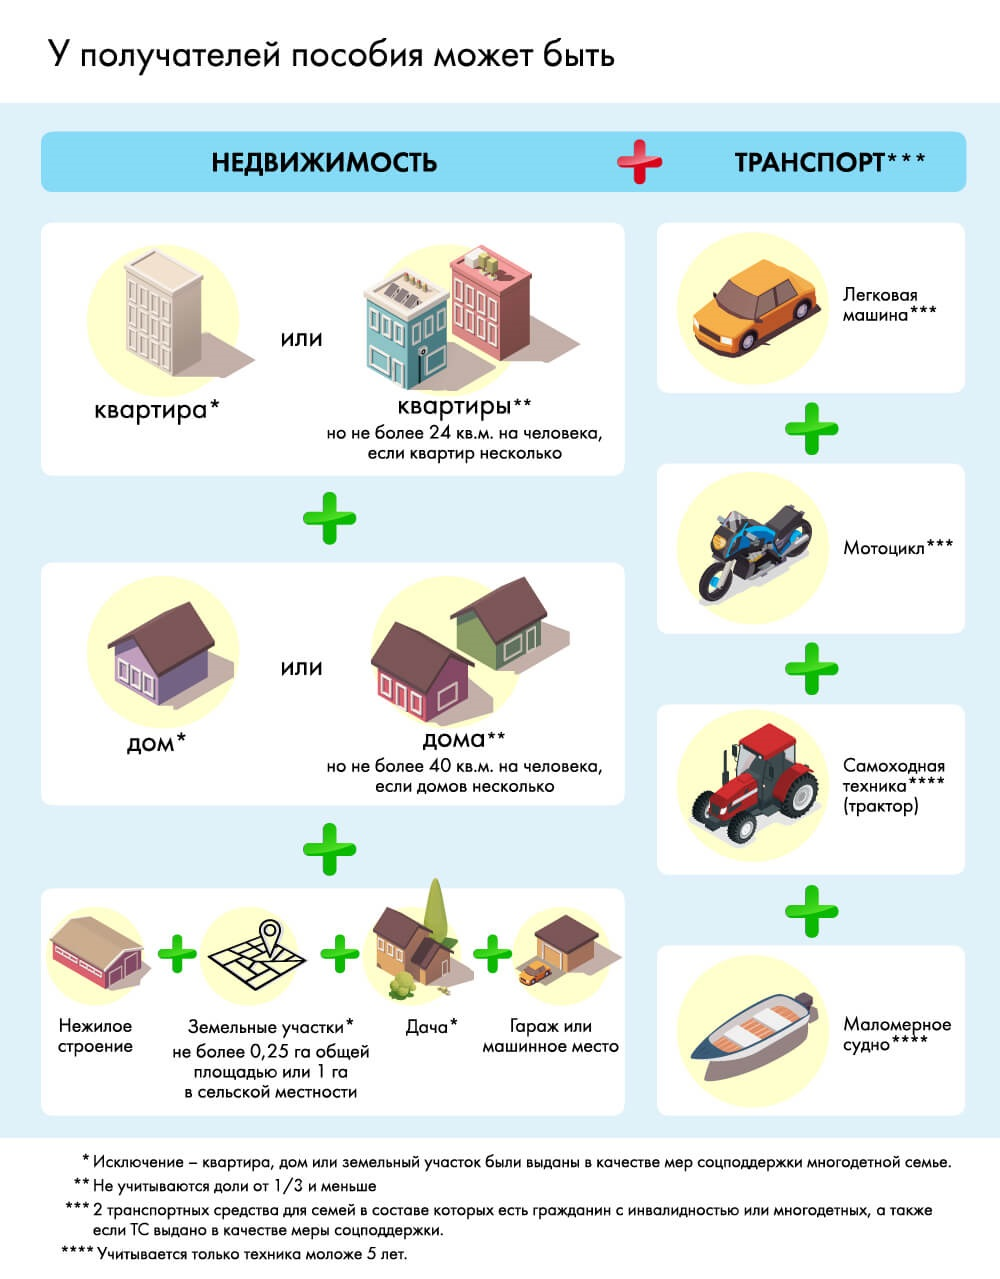 У получателей пособия может быть
НЕДВИЖИМОСТЬ
ТРАНСПОРТ***
квартира*
или
квартиры**
но не более 24 кв.м. на человека,
если квартир несколько
дом*
или
дома**
но не более 40 кв.м. на человека,
если домов несколько
Нежилое
строение
Земельные участки*
не более 0,25 га общей
площадью или 1 га
в сельской местности
Дача*
Гараж или
машинное место
Легковая
машина***
Мотоцикл***
Самоходная
техника****
(трактор)
Маломерное
судно****
* Исключение – квартира, дом или земельный участок были выданы в качестве мер соцподдержки многодетной семье.
** Не учитываются доли от 1/3 и меньше
*** 2 транспортных средства для семей в составе которых есть гражданин с инвалидностью или многодетных, а также
если ТС выдано в качестве меры соцподдержки.
**** Учитывается только техника моложе 5 лет.